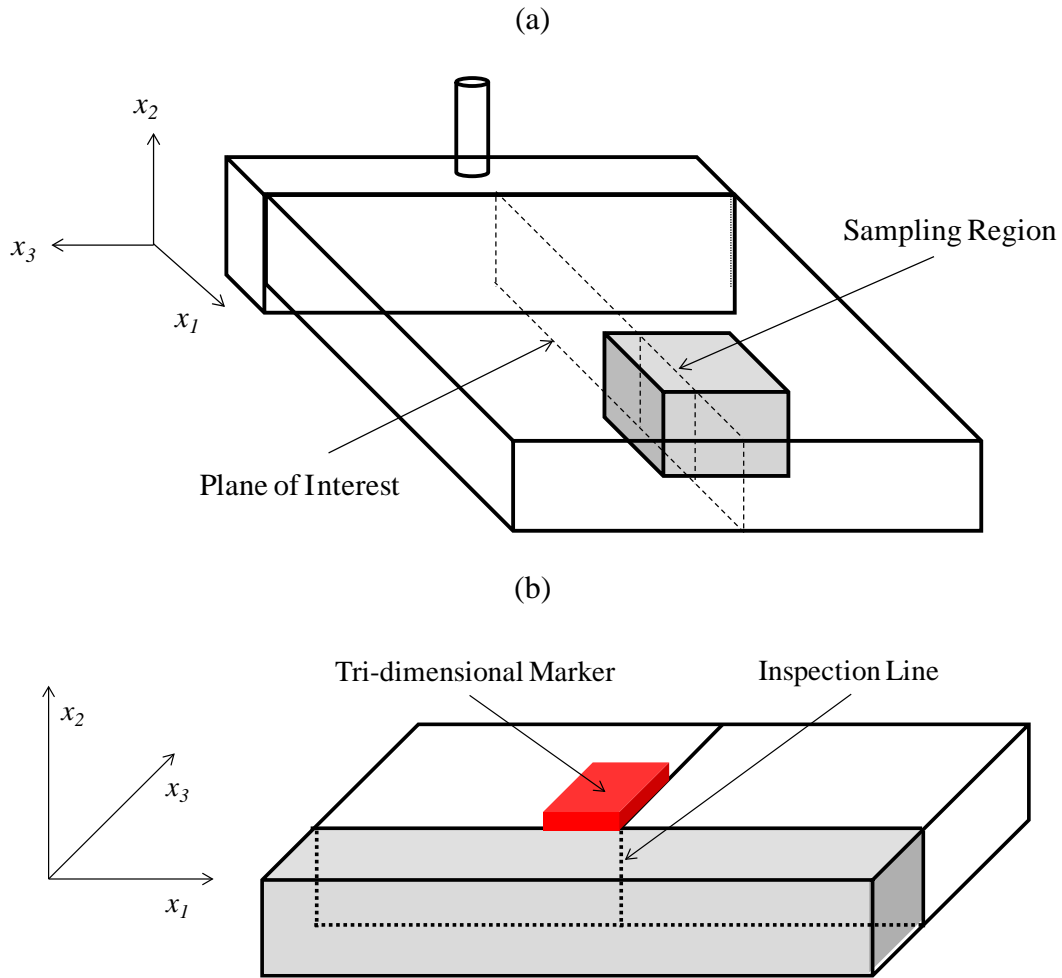 (a)
x2
x3
x1
Sampling Region
Plane of Interest
(b)
Tri-dimensional Marker
Inspection Line
x2
x3
x1